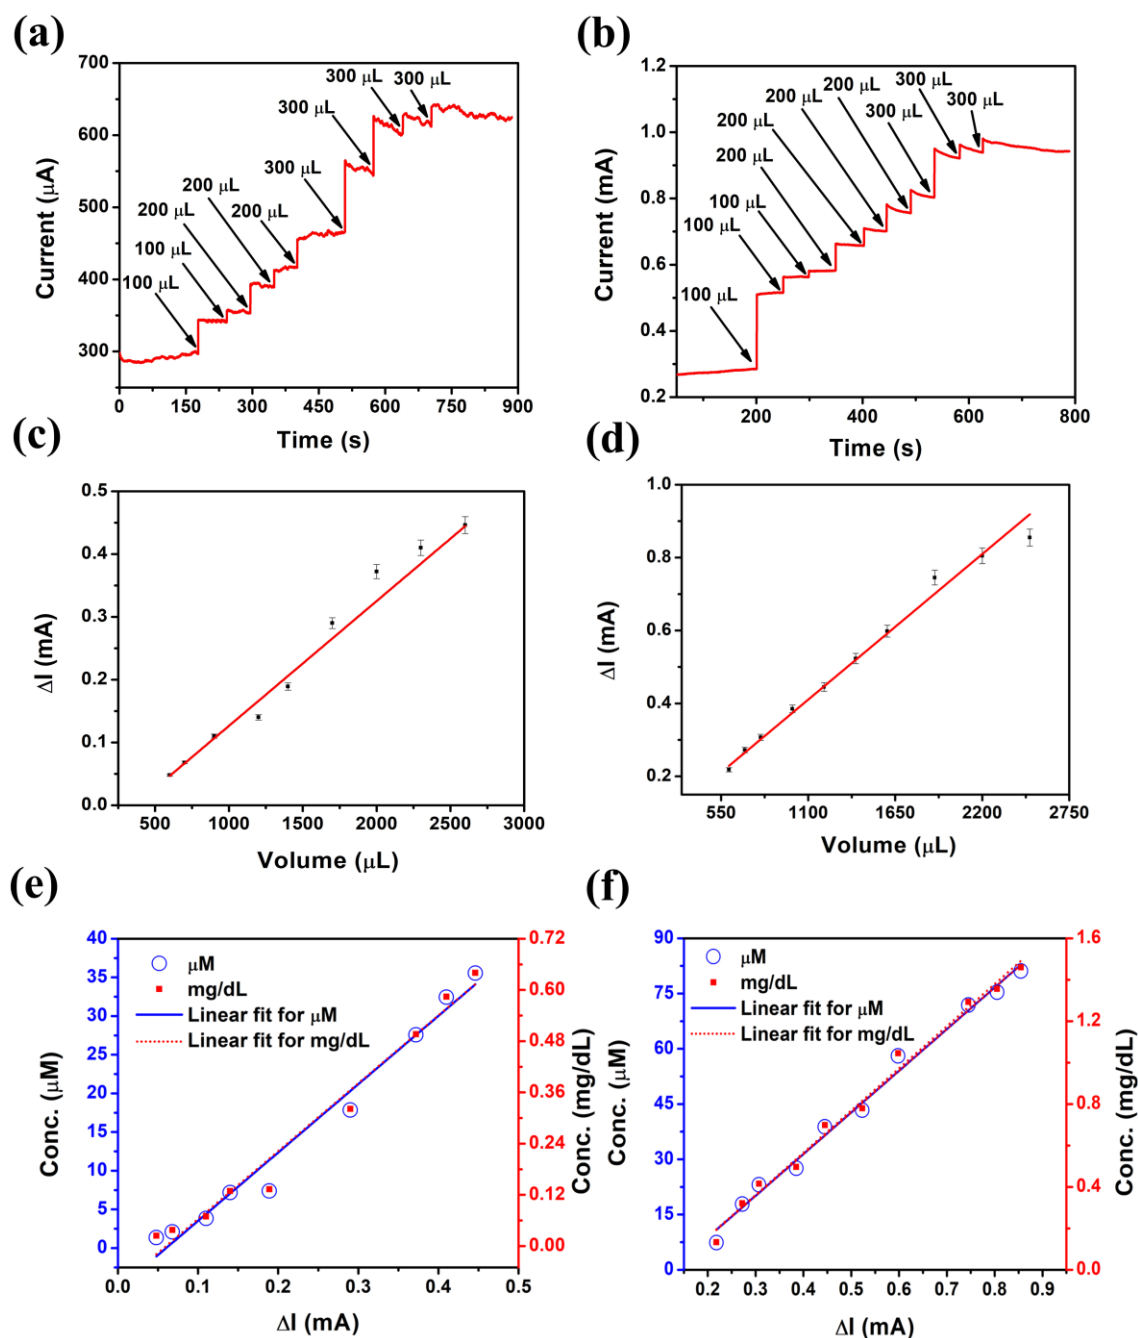 (a)
700
600
500
400
300
Current (μA)
100 μL
100 μL
200 μL
200 μL
200 μL
300 μL
300 μL
300 μL
300 μL
0 150 300 450 600 750 900
Time (s)
(b)
1.2
1.0
0.8
0.6
0.4
0.2
Current (mA)
100 μL
100 μL
100 μL
200 μL
200 μL
200 μL
200 μL
300 μL
300 μL
300 μL
200 400 600 800
Time (s)
(c)
0.5
0.4
0.3
0.2
0.1
0.0
ΔI (mA)
500 1000 1500 2000 2500 3000
Volume (μL)
(d)
1.0
0.8
0.6
0.4
0.2
ΔI (mA)
550 1100 1650 2200 2750
Volume (μL)
(e)
40
35
30
25
20
15
10
5
0
Conc. (μM)
μM
mg/dL
Linear fit for μM
Linear fit for mg/dL
0.72
0.60
0.48
0.36
0.24
0.12
0.00
Conc. (mg/dL)
0.0 0.1 0.2 0.3 0.4 0.5
ΔI (mA)
(f)
90
75
60
45
30
15
0
Conc. (μM)
μM
mg/dL
Linear fit for μM
Linear fit for mg/dL
1.6
1.2
0.8
0.4
0.0
Conc. (mg/dL)
0.2 0.3 0.4 0.5 0.6 0.7 0.8 0.9
ΔI (mA)